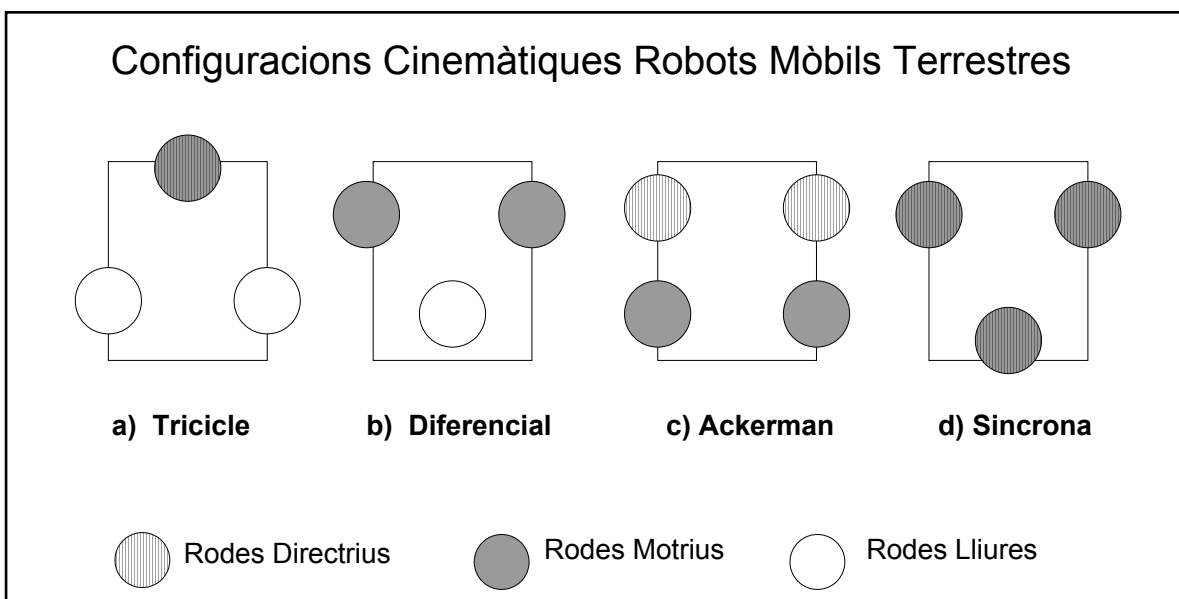 Configuracions Cinemàtiques Robots Mòbils Terrestres
a) Tricicle
b) Diferencial
c) Ackerman
d) Sincrona
Rodes Directrius
Rodes Motrius
Rodes Lliures